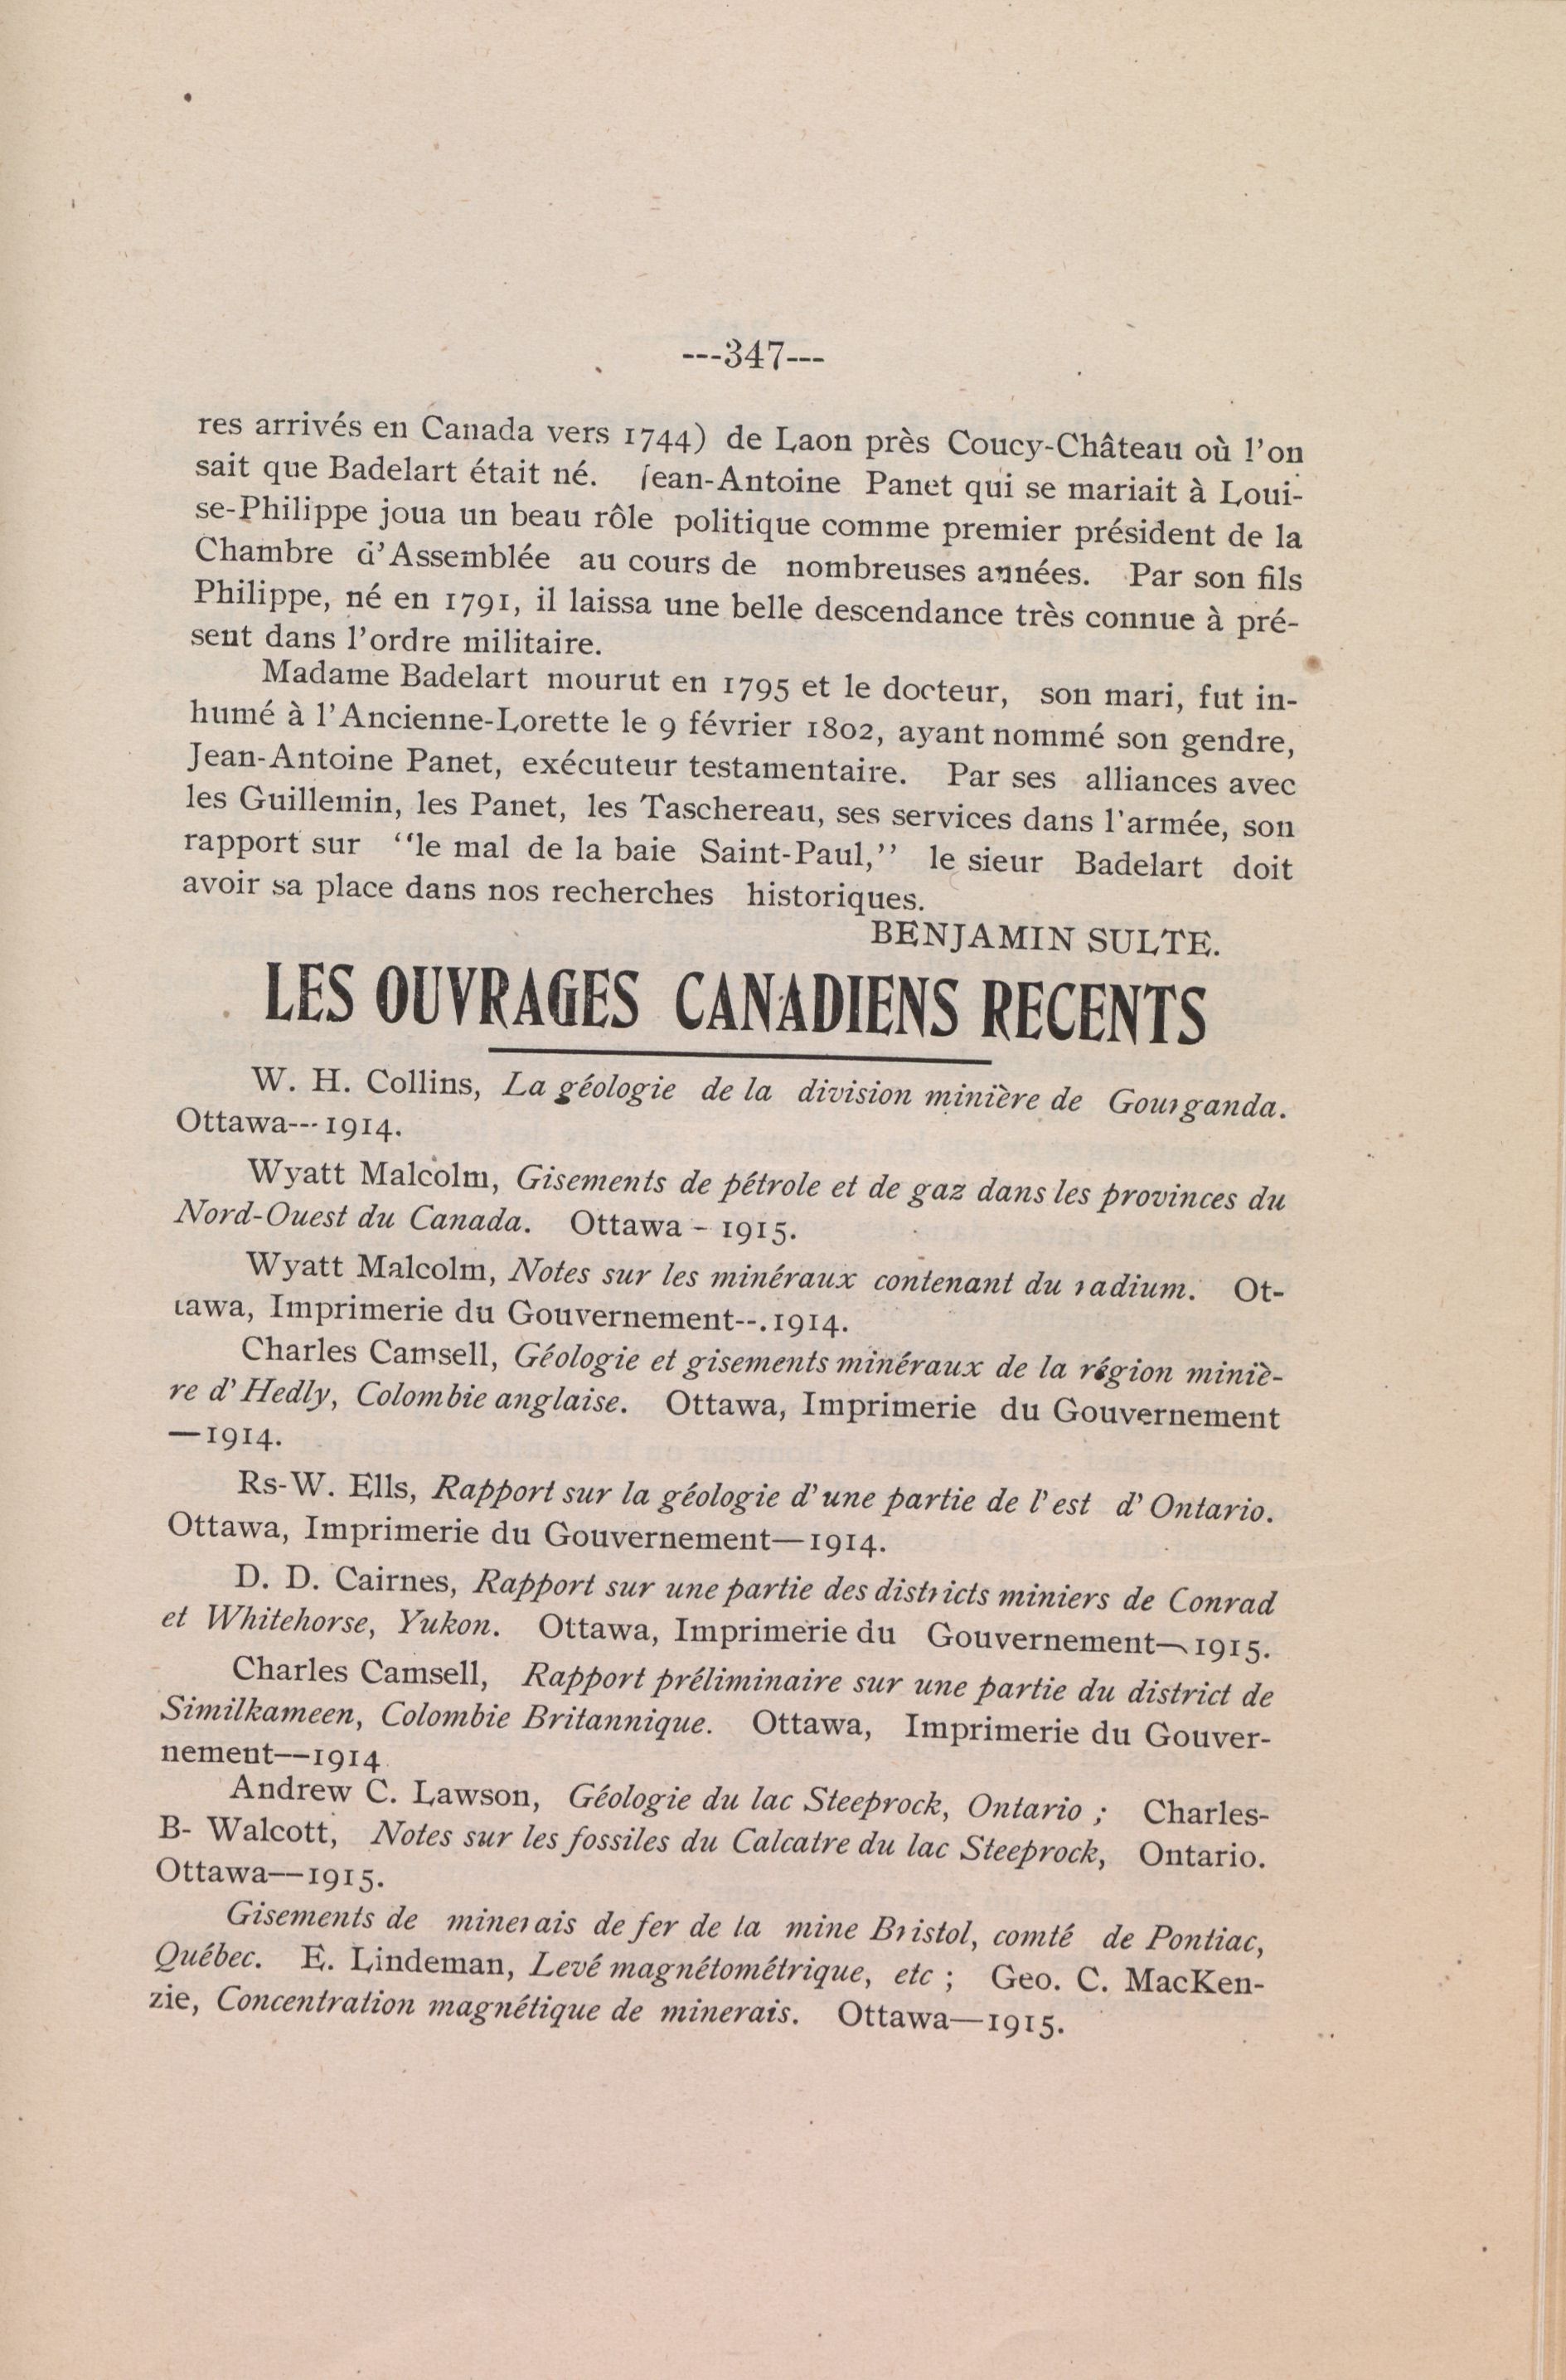 ---347---
res arrivés en Canada vers 1744) de Laon près Coucy-Château où l'on
sait que Badelart était né. Jean-Antoine Panet qui se mariait à Loui-
se-Philippe joua un beau rôle politique comme premier président de la
Chambre d'Assemblée au cours de nombreuses années. Par son fils
Philippe, né en 1791, il laissa une belle descendance très connue à pré-
sent dans l'ordre militaire.
Madame Badelart mourut en 1795 et le docteur, son mari, fut in-
humé à l'Ancienne-Lorette le 9 février 1802, ayant nommé son gendre,
Jean-Antoine Panet, exécuteur testamentaire. Par ses alliances avec
les Guillemin, les Panet, les Taschereau, ses services dans l'armée, son
rapport sur "le mal de la baie Saint-Paul," le sieur Badelart doit
avoir sa place dans nos recherches historiques.
BENJAMIN SULTE.
LES OUVRAGES CANADIENS RECENTS
W. H. Collins, La géologie de la division minière de Gourganda.
Ottawa---1914.
Wyatt Malcolm, Gisements de pétrole et de gaz dans les provinces du
Nord-Ouest du Canada. Ottawa - 1915.
Wyatt Malcolm, Notes sur les minéraux contenant du radium. Ot-
tawa, Imprimerie du Gouvernement--.1914.
Charles Camsell, Géologie et gisements minéraux de la région miniè-
re d'Hedly, Colombie anglaise. Ottawa, Imprimerie du Gouvernement
—1914.
Rs-W. Ells, Rapport sur la géologie d'une partie de l'est d'Ontario.
Ottawa, Imprimerie du Gouvernement—1914.
D. D. Cairnes, Rapport sur une partie des districts miniers de Conrad
et Whitehorse, Yukon. Ottawa, Imprimerie du Gouvernement—1915.
Charles Camsell, Rapport préliminaire sur une partie du district de
Similkameen, Colombie Britannique. Ottawa, Imprimerie du Gouver-
nement—1914
Andrew C. Lawson, Géologie du lac Steeprock, Ontario ; Charles-
B- Walcott, Notes sur les fossiles du Calcatre du lac Steeprock, Ontario.
Ottawa—1915.
Gisements de minerais de fer de la mine Bristol, comté de Pontiac,
Québec. E. Lindeman, Levé magnétométrique, etc ; Geo. C. MacKen-
zie, Concentration magnétique de minerais. Ottawa—1915.